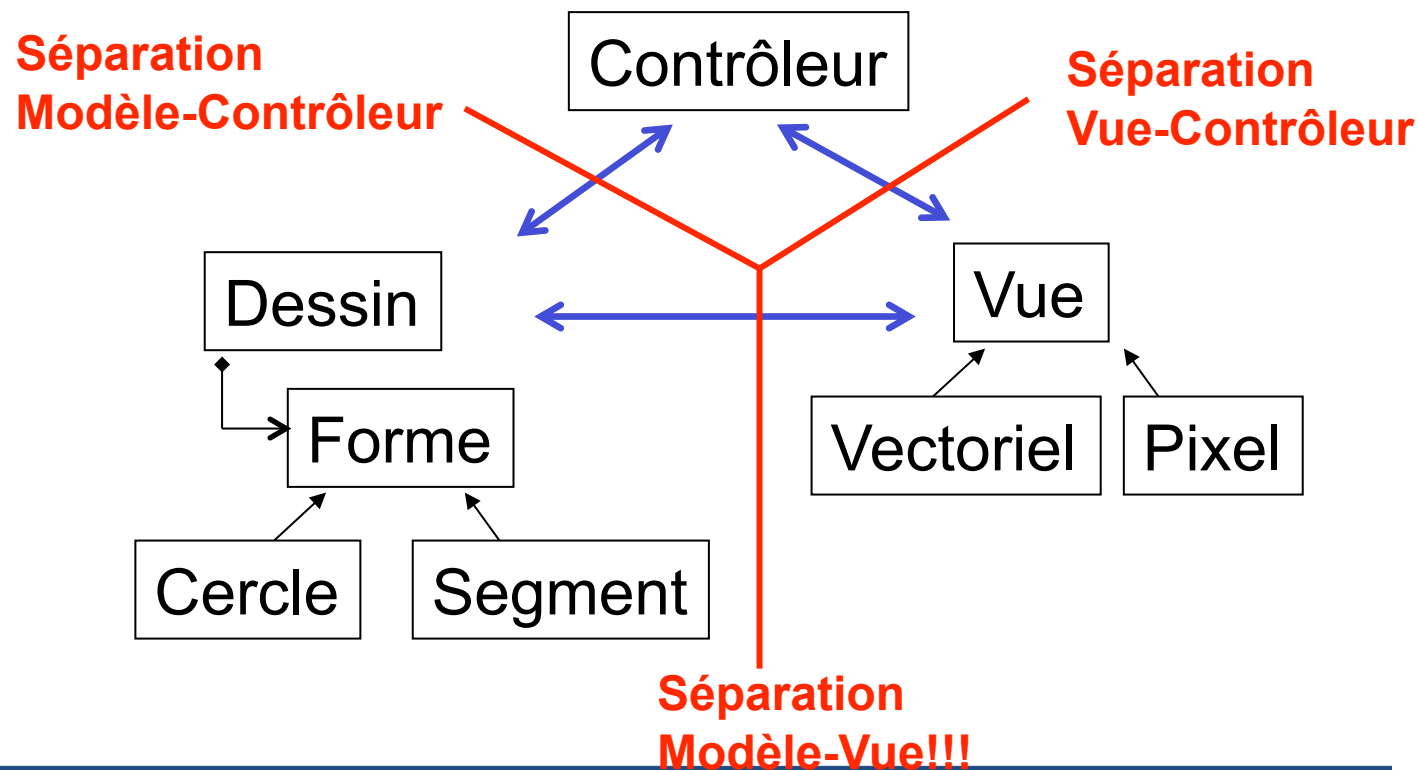 Séparation
Modèle-Contrôleur
Contrôleur
Séparation
Vue-Contrôleur
Dessin
Vue
Forme
Vectoriel
Pixel
Cercle
Segment
Séparation
Modèle-Vue!!!